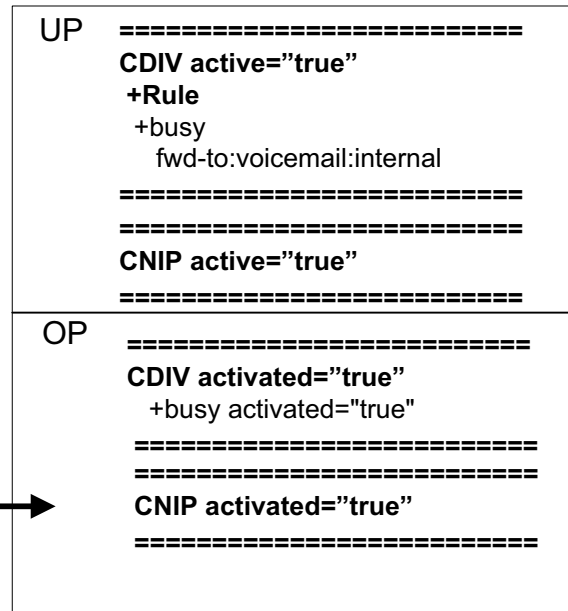 UP ==========================
CDIV active=”true”
+Rule
+busy
fwd-to:voicemail:internal
==========================
==========================
CNIP active=”true”
==========================
OP ==========================
CDIV activated=”true”
+busy activated="true"
==========================
==========================
CNIP activated=”true”
==========================